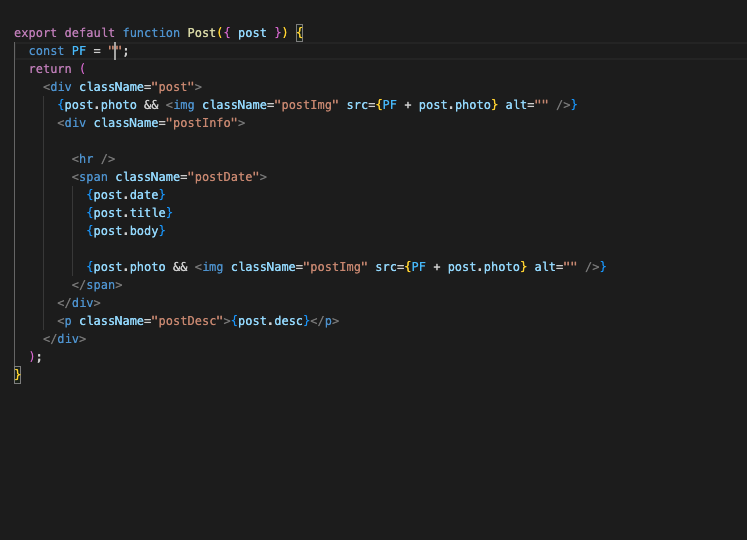 export default function Post({ post }) {
  const PF = "";
  return (
    <div className="post">
      {post.photo && <img className="postImg" src={PF + post.photo} alt="" />}
      <div className="postInfo">

        <hr />
        <span className="postDate">
          {post.date}
          {post.title}
          {post.body}

          {post.photo && <img className="postImg" src={PF + post.photo} alt="" />}
        </span>
      </div>
      <p className="postDesc">{post.desc}</p>
    </div>
  );
}